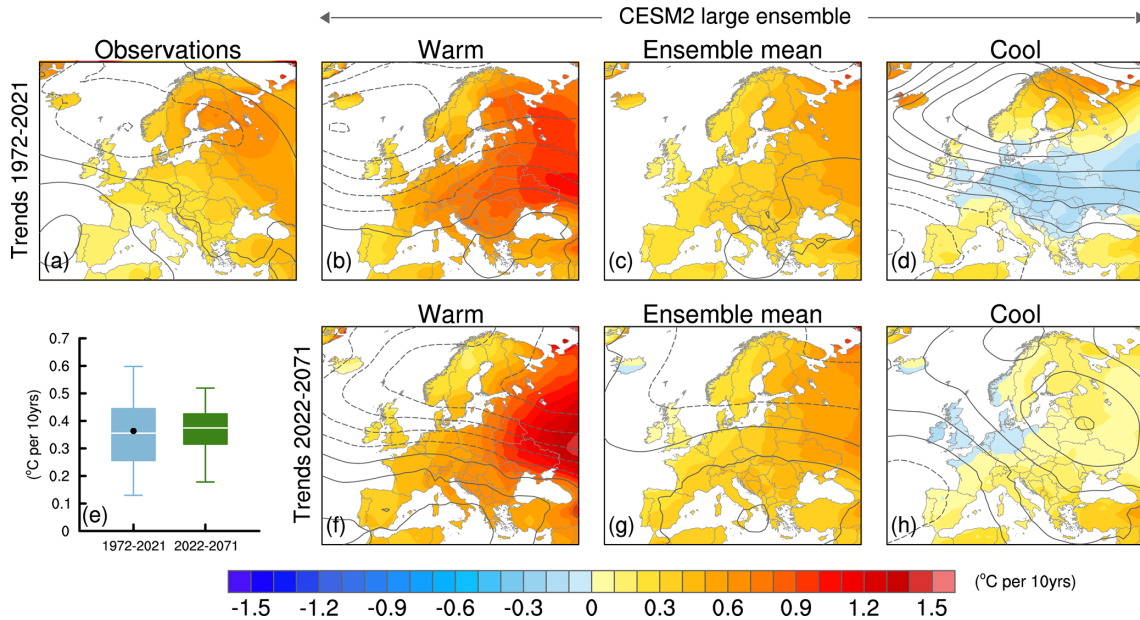 CESM2 large ensemble
Observations Warm Ensemble mean Cool
Trends 1972-2021
(a) (b) (c) (d)
Warm Ensemble mean Cool
Trends 2022-2071
(f) (g) (h)
0.7
0.6
0.5
0.4
0.3
0.2
0.1
0
(°C per 10yrs)
(e)
1972-2021 2022-2071
-1.5 -1.2 -0.9 -0.6 -0.3 0 0.3 0.6 0.9 1.2 1.5
(°C per 10yrs)